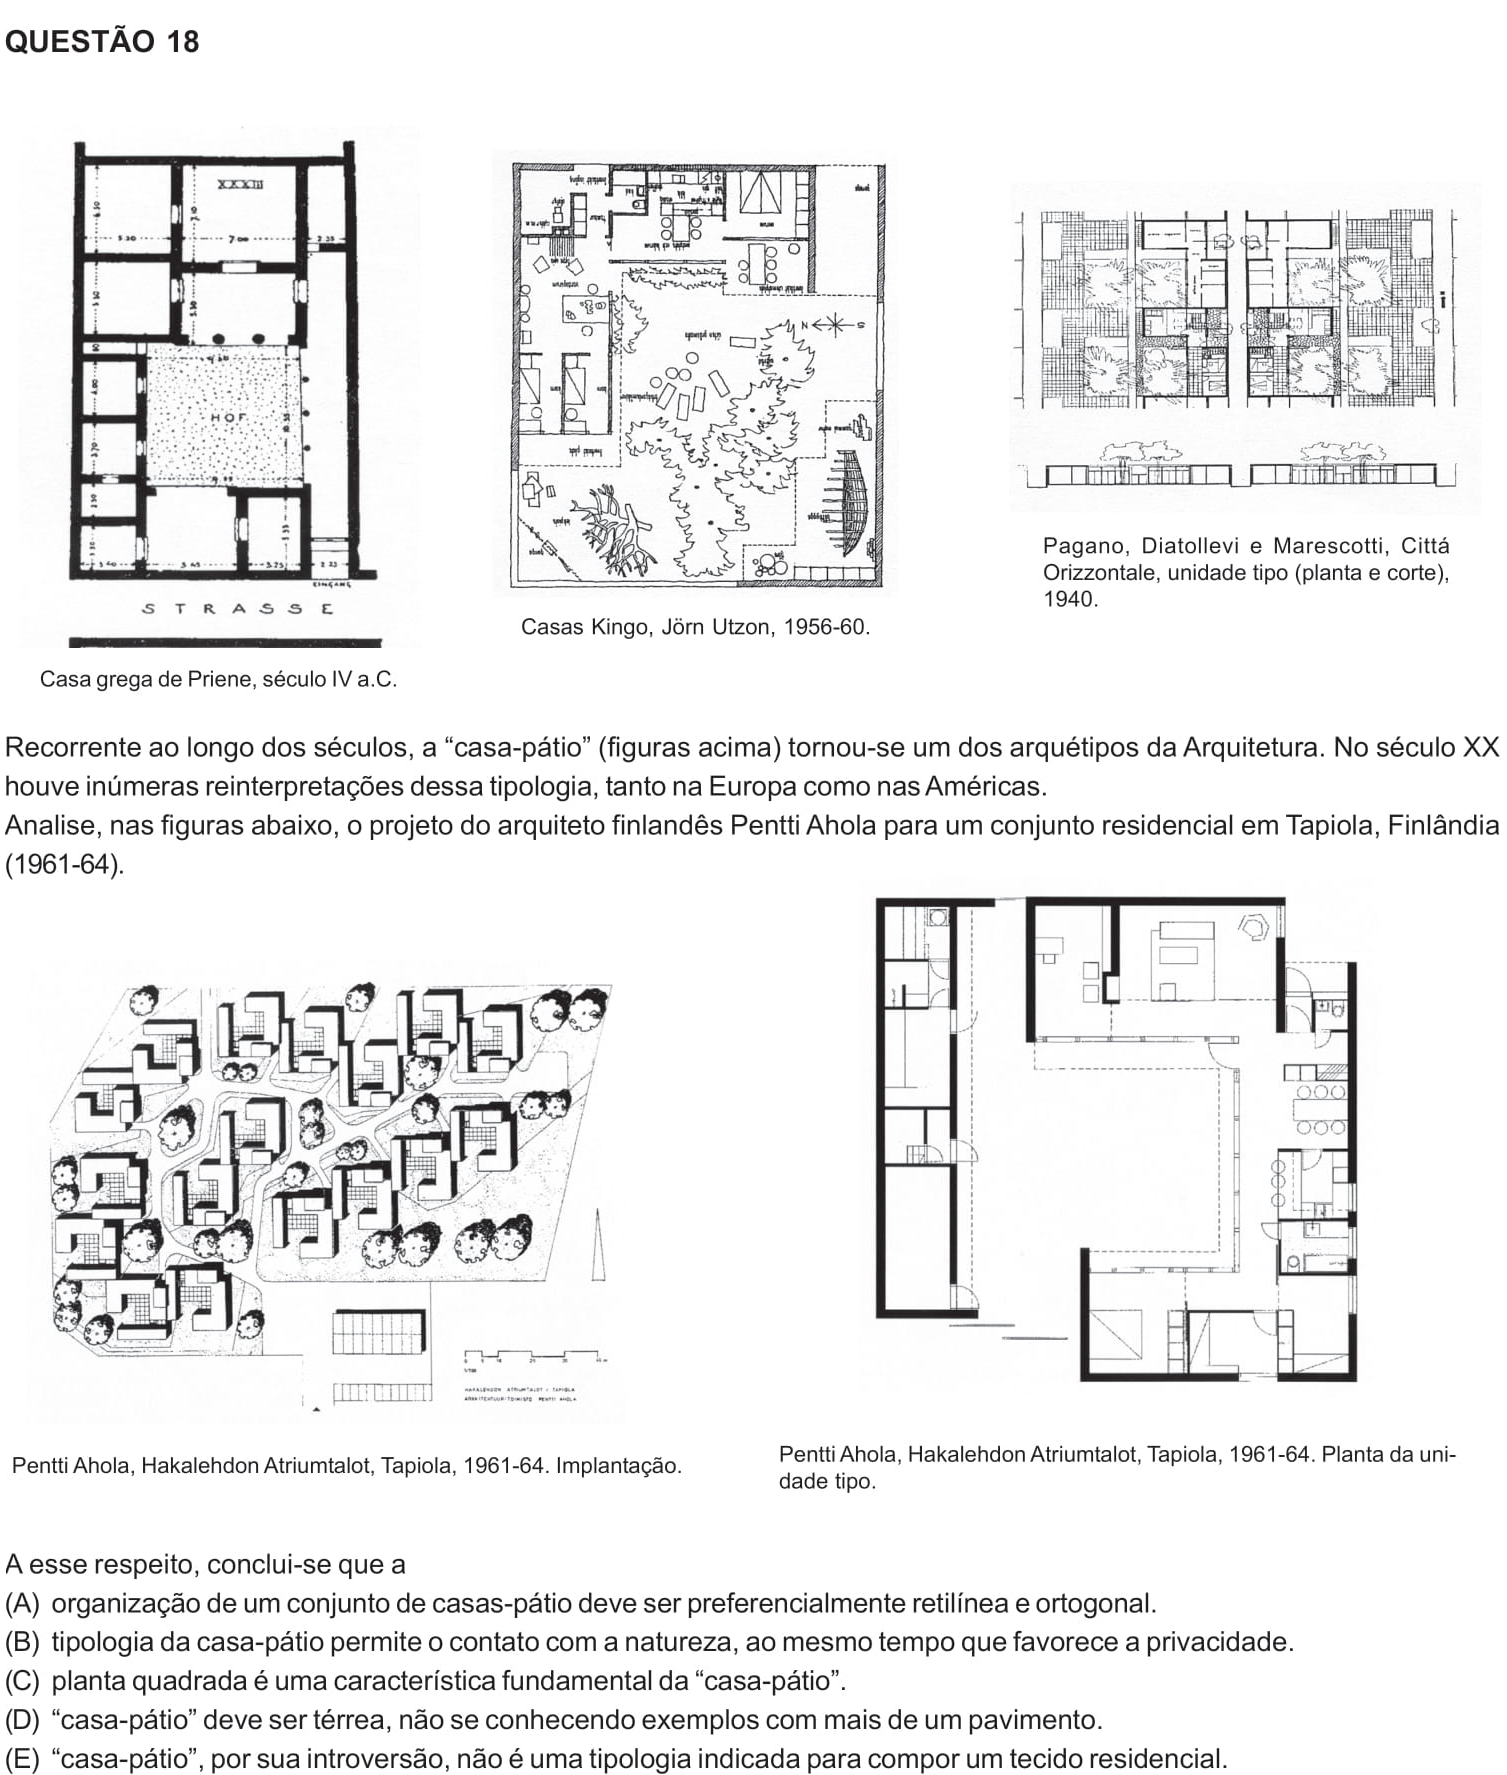 QUESTÃO 18
XXXIII
5.20
7.00
2.35
HOF
EINGANG
STRASSE
N
S
Casa grega de Priene, século IV a.C.
Casas Kingo, Jörn Utzon, 1956-60.
Pagano, Diatollevi e Marescotti, Cittá
Orizzontale, unidade tipo (planta e corte),
1940.
Recorrente ao longo dos séculos, a “casa-pátio” (figuras acima) tornou-se um dos arquétipos da Arquitetura. No século XX
houve inúmeras reinterpretações dessa tipologia, tanto na Europa como nas Américas.
Analise, nas figuras abaixo, o projeto do arquiteto finlandês Pentti Ahola para um conjunto residencial em Tapiola, Finlândia
(1961-64).
HAKALEHDON ATRIUMTALOT / TAPIOLA
ARKKITEHTUURITOIMISTO PENTTI AHOLA
Pentti Ahola, Hakalehdon Atriumtalot, Tapiola, 1961-64. Implantação.
Pentti Ahola, Hakalehdon Atriumtalot, Tapiola, 1961-64. Planta da uni-
dade tipo.
A esse respeito, conclui-se que a
(A) organização de um conjunto de casas-pátio deve ser preferencialmente retilínea e ortogonal.
(B) tipologia da casa-pátio permite o contato com a natureza, ao mesmo tempo que favorece a privacidade.
(C) planta quadrada é uma característica fundamental da “casa-pátio”.
(D) “casa-pátio” deve ser térrea, não se conhecendo exemplos com mais de um pavimento.
(E) “casa-pátio”, por sua introversão, não é uma tipologia indicada para compor um tecido residencial.